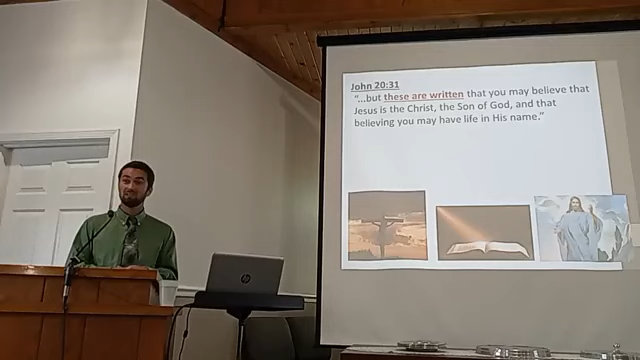 John 20:31
"...but these are written that you may believe that
Jesus is the Christ, the Son of God, and that
believing you may have life in His name."
hp